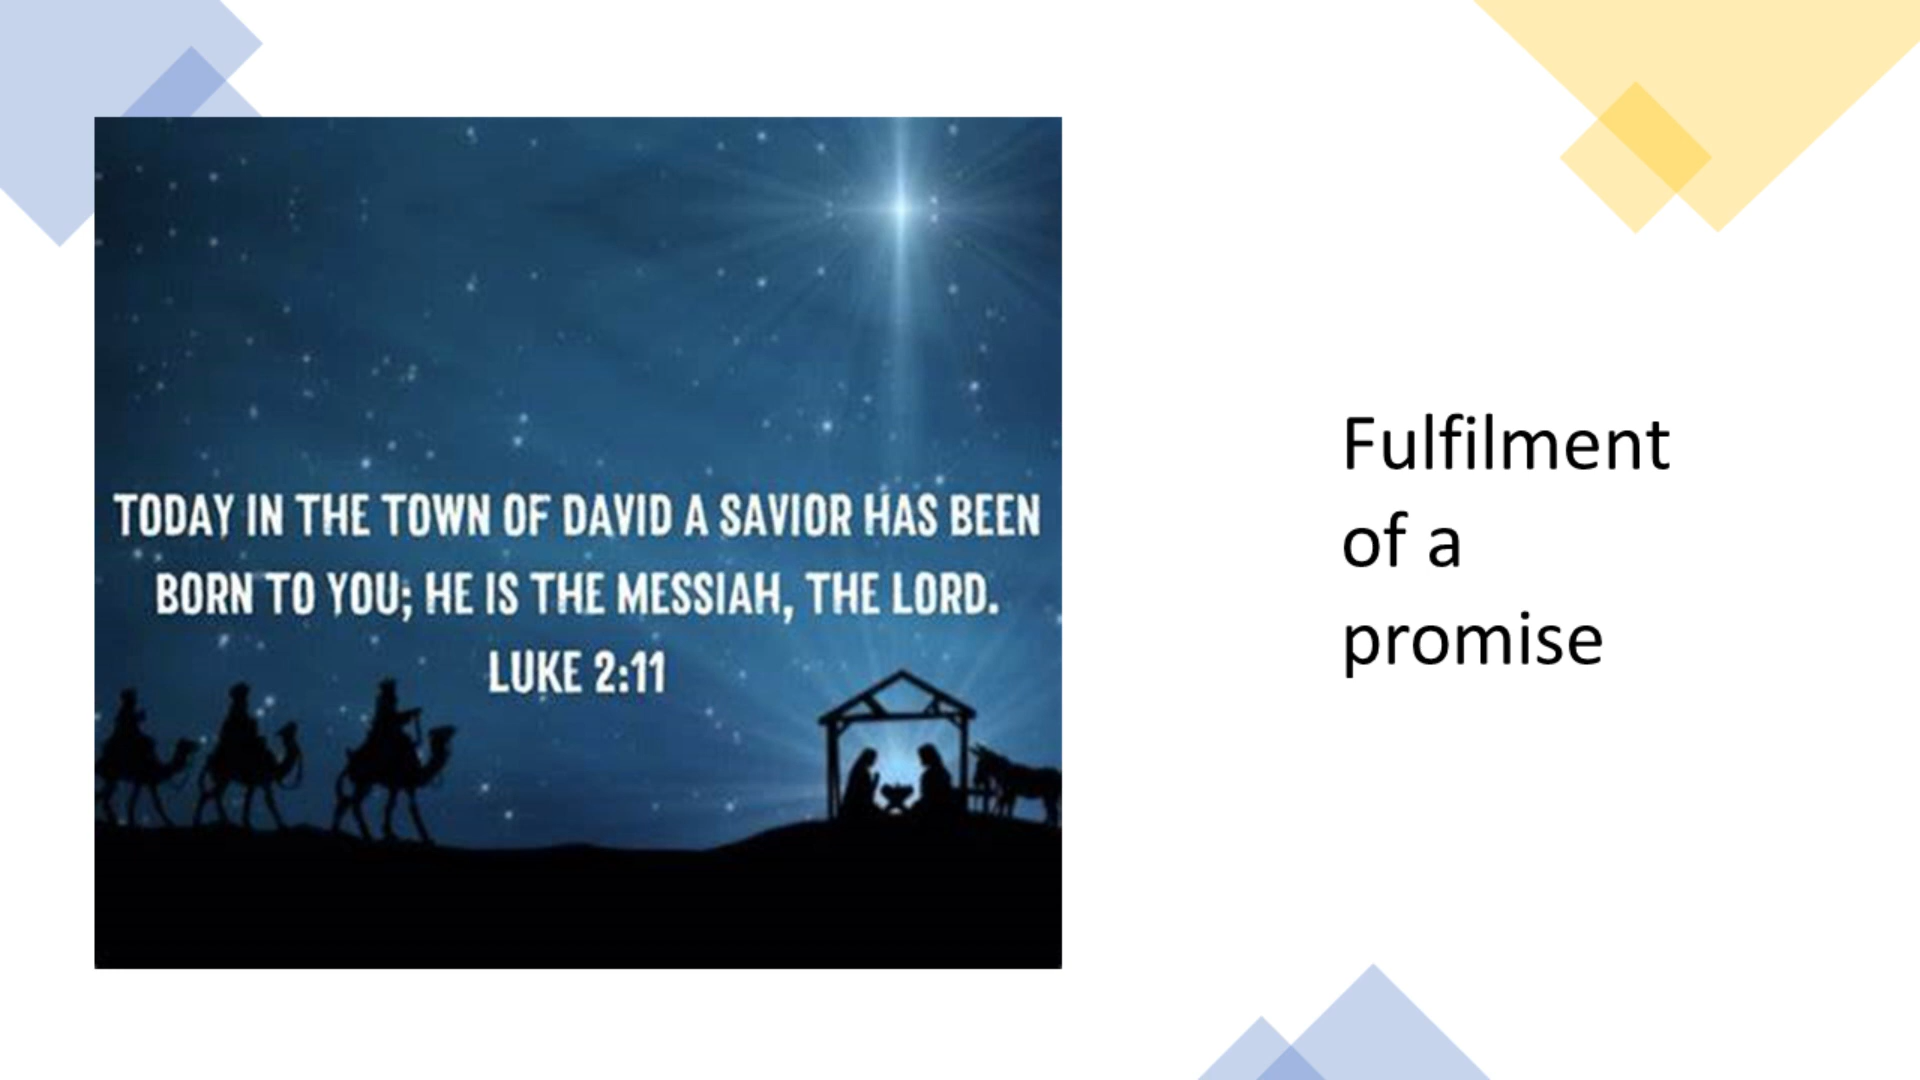 TODAY IN THE TOWN OF DAVID A SAVIOR HAS BEEN
BORN TO YOU; HE IS THE MESSIAH, THE LORD.
LUKE 2:11
Fulfilment
of a
promise